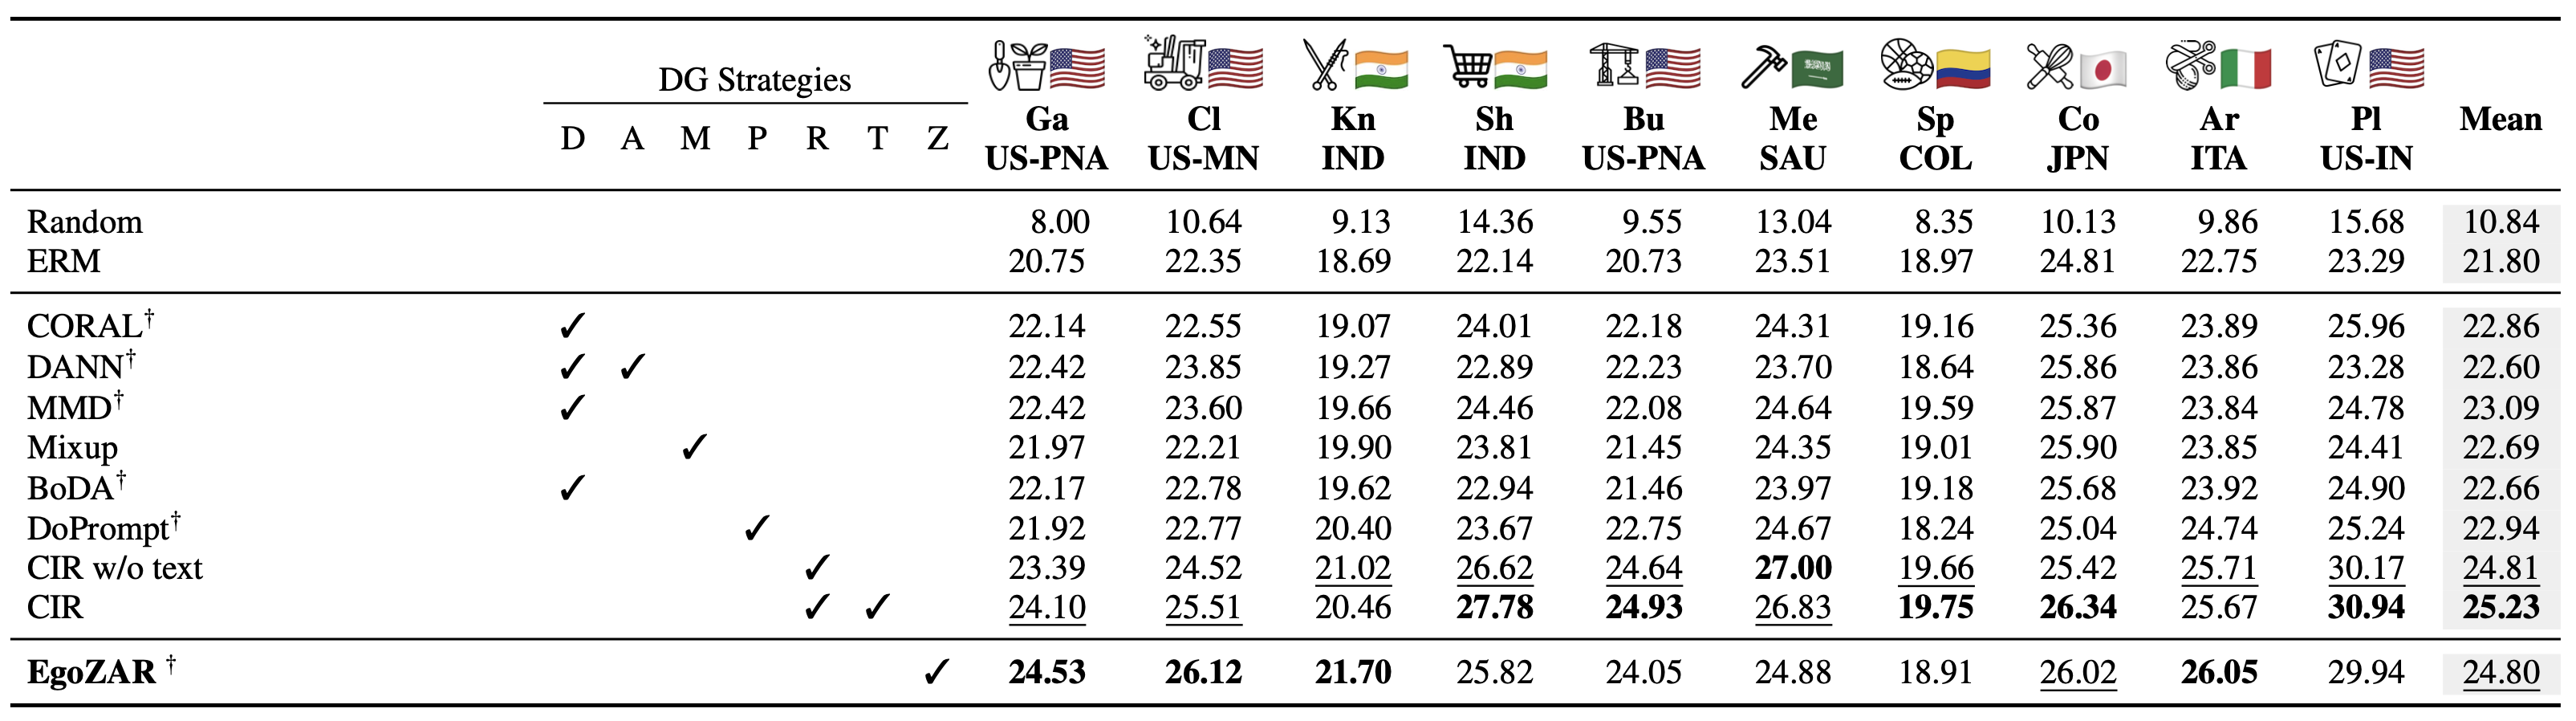 DG Strategies
D A M P R T Z Ga Cl Kn Sh Bu Me Sp Co Ar Pl Mean
US-PNA US-MN IND IND US-PNA SAU COL JPN ITA US-IN
Random 8.00 10.64 9.13 14.36 9.55 13.04 8.35 10.13 9.86 15.68 10.84
ERM 20.75 22.35 18.69 22.14 20.73 23.51 18.97 24.81 22.75 23.29 21.80
CORAL† ✓ 22.14 22.55 19.07 24.01 22.18 24.31 19.16 25.36 23.89 25.96 22.86
DANN† ✓ ✓ 22.42 23.85 19.27 22.89 22.23 23.70 18.64 25.86 23.86 23.28 22.60
MMD† ✓ 22.42 23.60 19.66 24.46 22.08 24.64 19.59 25.87 23.84 24.78 23.09
Mixup ✓ 21.97 22.21 19.90 23.81 21.45 24.35 19.01 25.90 23.85 24.41 22.69
BoDA† ✓ 22.17 22.78 19.62 22.94 21.46 23.97 19.18 25.68 23.92 24.90 22.66
DoPrompt† ✓ 21.92 22.77 20.40 23.67 22.75 24.67 18.24 25.04 24.74 25.24 22.94
CIR w/o text ✓ 23.39 24.52 21.02 26.62 24.64 27.00 19.66 25.42 25.71 30.17 24.81
CIR ✓ ✓ 24.10 25.51 20.46 27.78 24.93 26.83 19.75 26.34 25.67 30.94 25.23
EgoZAR † ✓ 24.53 26.12 21.70 25.82 24.05 24.88 18.91 26.02 26.05 29.94 24.80